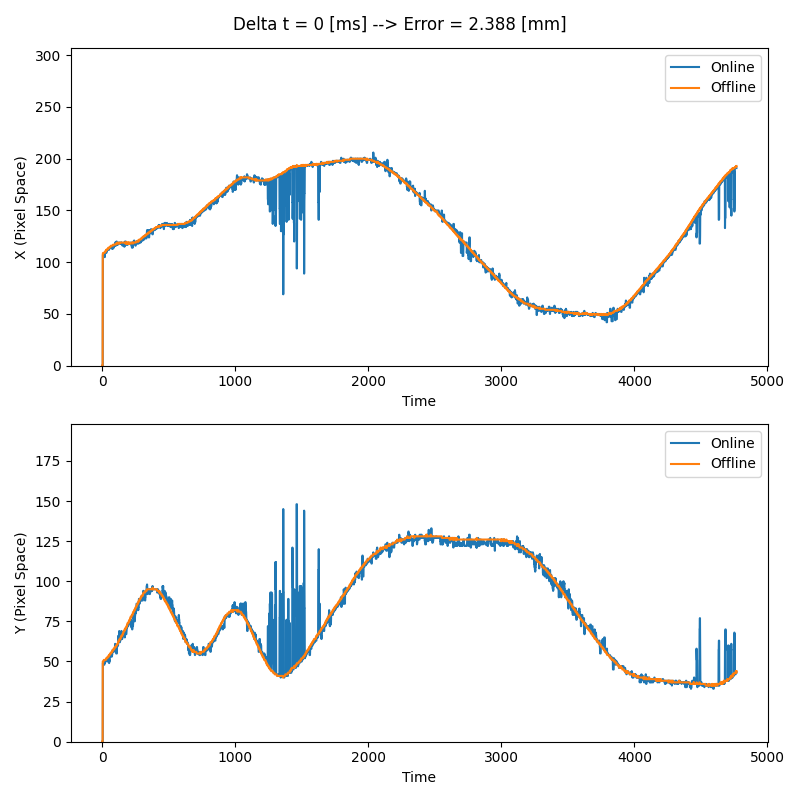 Delta t = 0 [ms] --> Error = 2.388 [mm]
300
250
200
150
100
50
0
X (Pixel Space)
Online
Offline
0 1000 2000 3000 4000 5000
Time
175
150
125
100
75
50
25
0
Y (Pixel Space)
Online
Offline
0 1000 2000 3000 4000 5000
Time